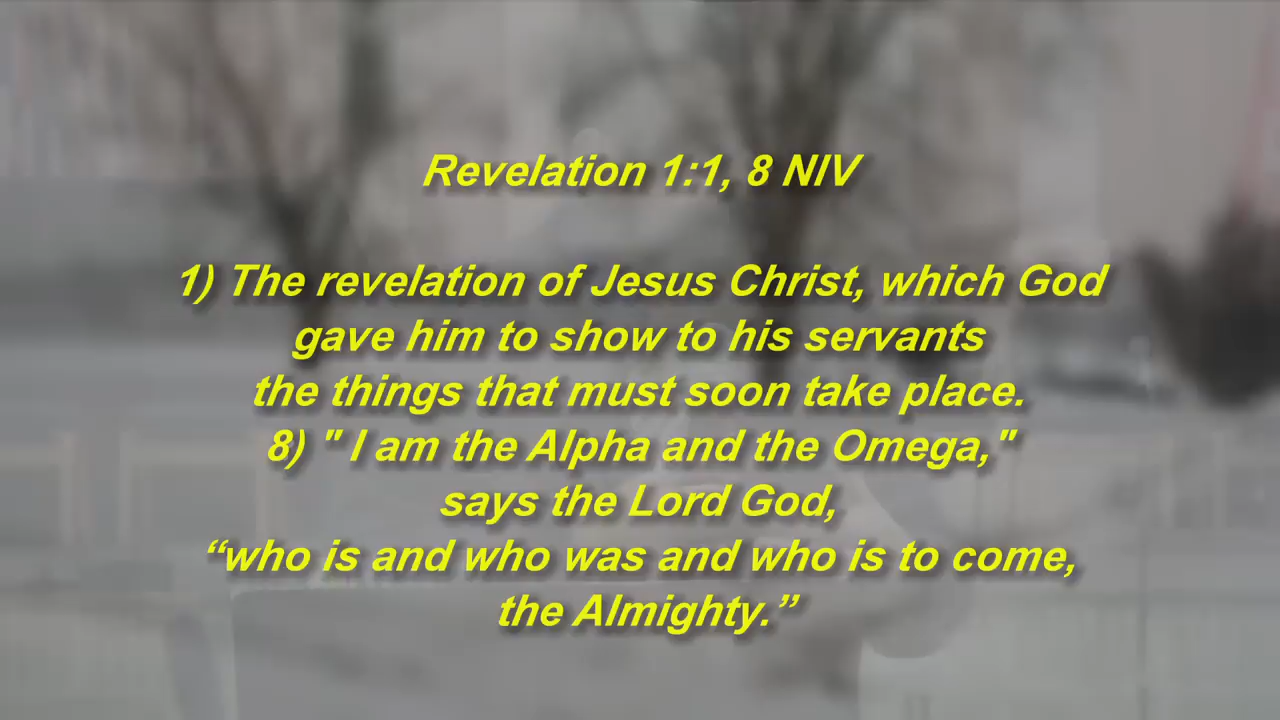 Revelation 1:1, 8 NIV
1) The revelation of Jesus Christ, which God
gave him to show to his servants
the things that must soon take place.
8) " I am the Alpha and the Omega,"
says the Lord God,
“who is and who was and who is to come,
the Almighty.”